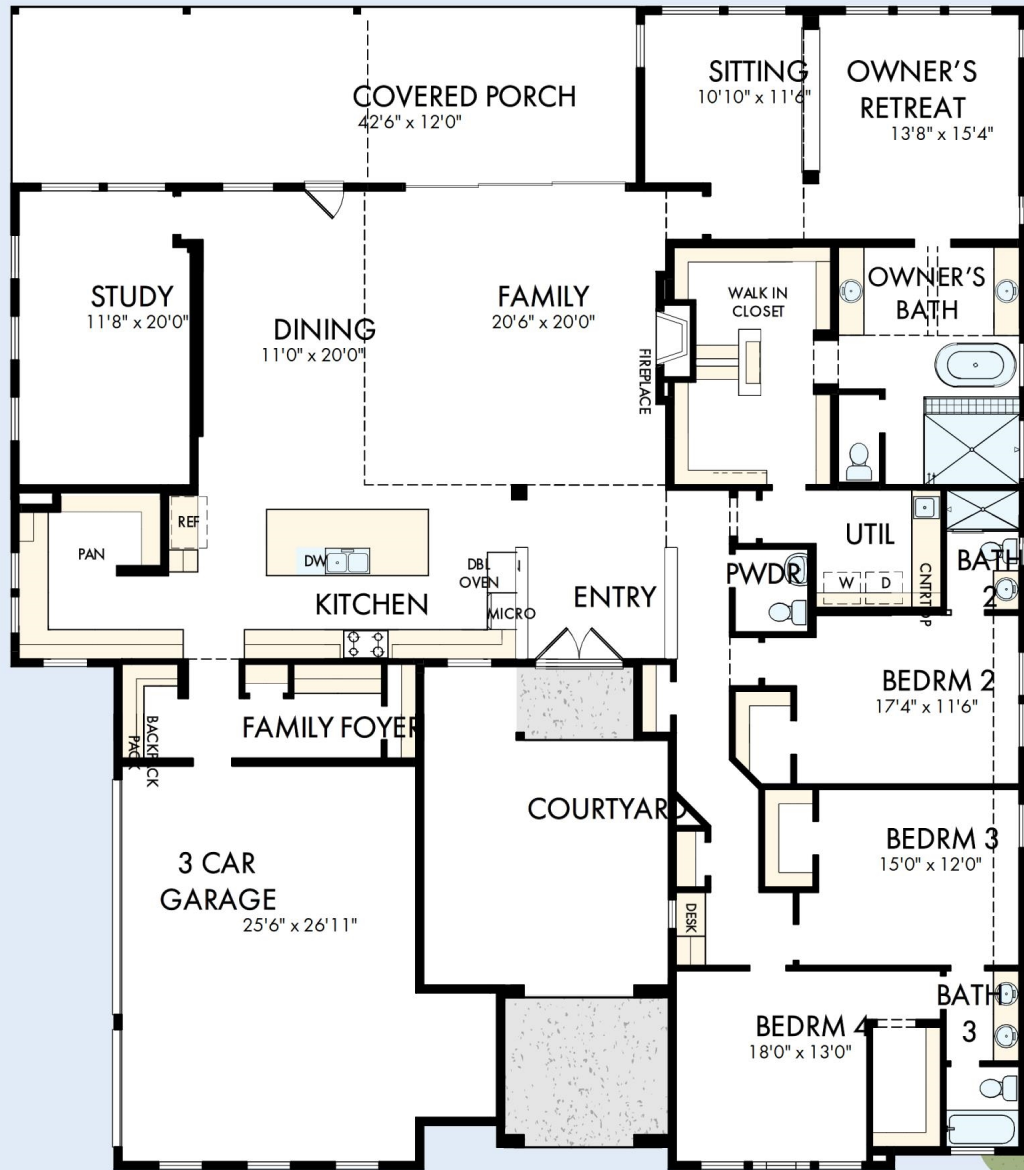 COVERED PORCH
42'6" x 12'0"
SITTING
10'10" x 11'6"
OWNER'S
RETREAT
13'8" x 15'4"
STUDY
11'8" x 20'0"
DINING
11'0" x 20'0"
FAMILY
20'6" x 20'0"
FIREPLACE
WALK IN
CLOSET
OWNER'S
BATH
PAN
REF
DW
KITCHEN
DBL
OVEN
MICRO
ENTRY
PWDR
UTIL
W
D
CNTRTOP
BATH
2
BEDRM 2
17'4" x 11'6"
BACKPACK
PACK
FAMILY FOYER
COURTYARD
3 CAR
GARAGE
25'6" x 26'11"
BEDRM 3
15'0" x 12'0"
DESK
BEDRM 4
18'0" x 13'0"
BATH
3